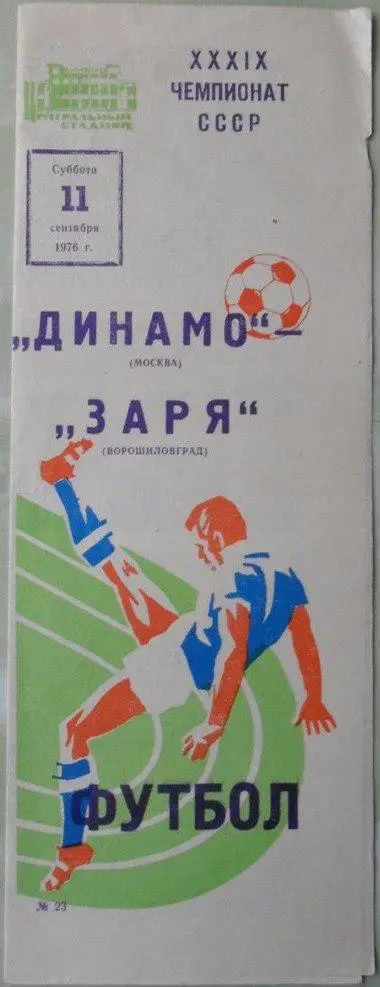 XXXIX
ЧЕМПИОНАТ
СССР
ЦЕНТРАЛЬНЫЙ
СТАДИОН
Суббота
11
сентября
1976 г.
„ДИНАМО“ –
(МОСКВА)
„ЗАРЯ“
(ВОРОШИЛОВГРАД)
ФУТБОЛ
№ 23